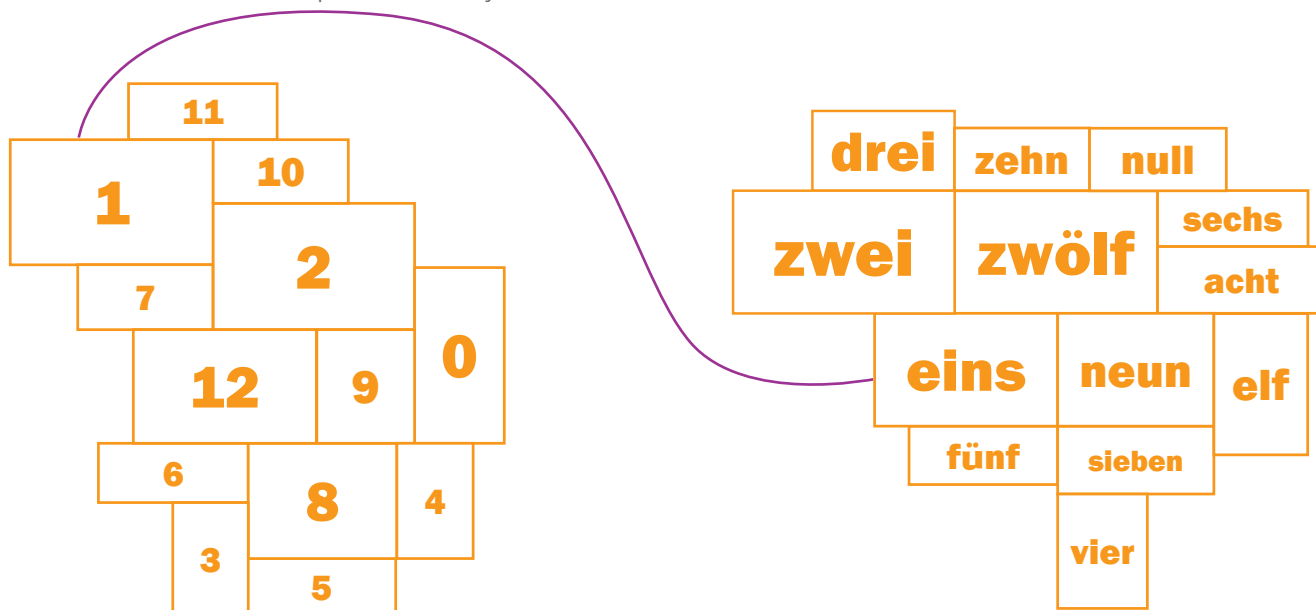 11
1
10
2
7
0
12
9
6
8
4
3
5
drei
zehn
null
zwei
zwölf
sechs
acht
eins
neun
elf
fünf
sieben
vier